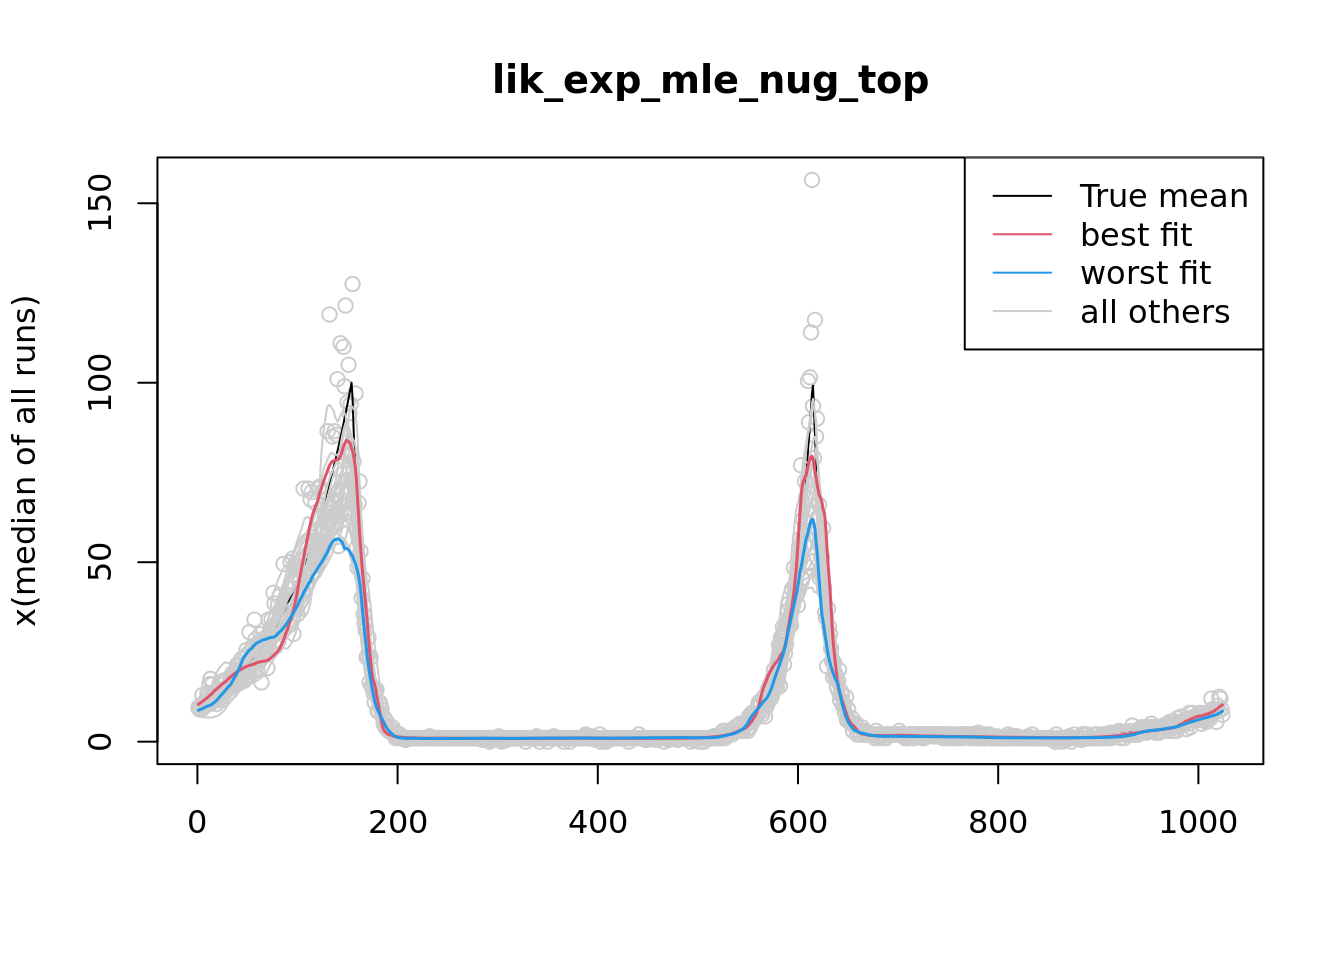 lik_exp_mle_nug_top
x(median of all runs)
150
100
50
0
True mean
best fit
worst fit
all others
0 200 400 600 800 1000